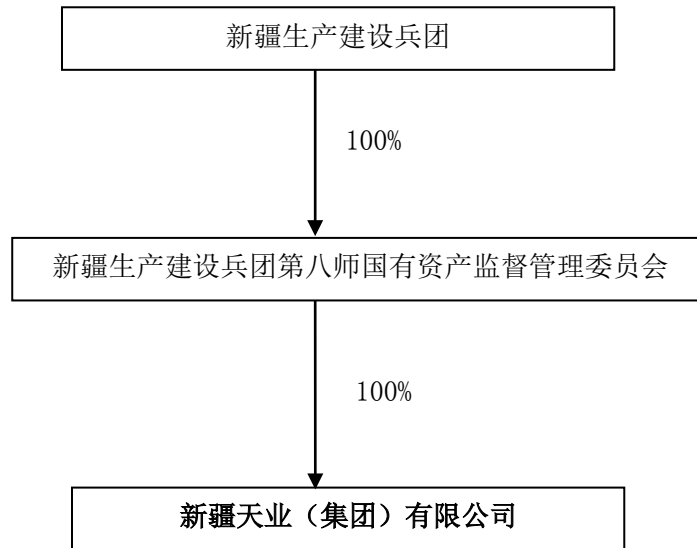 新疆生产建设兵团
100%
新疆生产建设兵团第八师国有资产监督管理委员会
100%
新疆天业（集团）有限公司